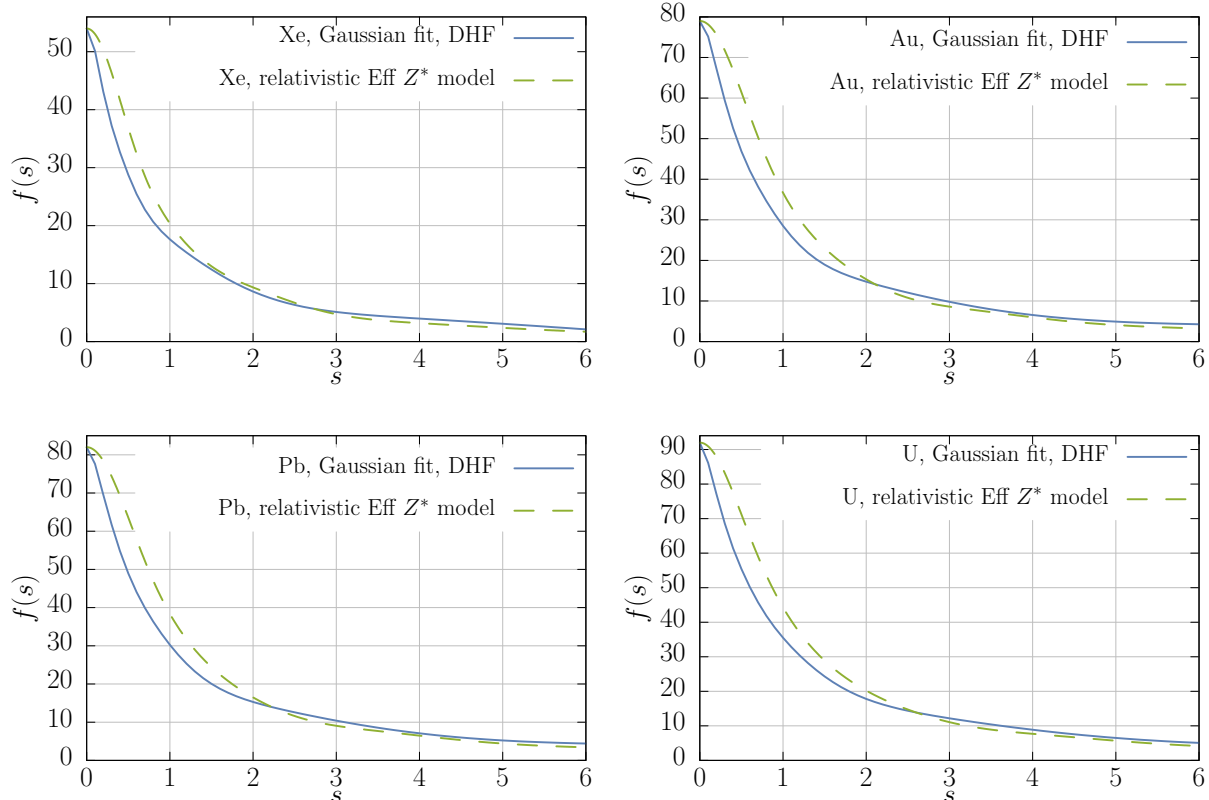 Xe, Gaussian fit, DHF
Xe, relativistic Eff Z* model
f(s)
50
40
30
20
10
0
0 1 2 3 4 5 6
s
Au, Gaussian fit, DHF
Au, relativistic Eff Z* model
f(s)
80
70
60
50
40
30
20
10
0
0 1 2 3 4 5 6
s
Pb, Gaussian fit, DHF
Pb, relativistic Eff Z* model
f(s)
80
70
60
50
40
30
20
10
0
0 1 2 3 4 5 6
s
U, Gaussian fit, DHF
U, relativistic Eff Z* model
f(s)
90
80
70
60
50
40
30
20
10
0
0 1 2 3 4 5 6
s